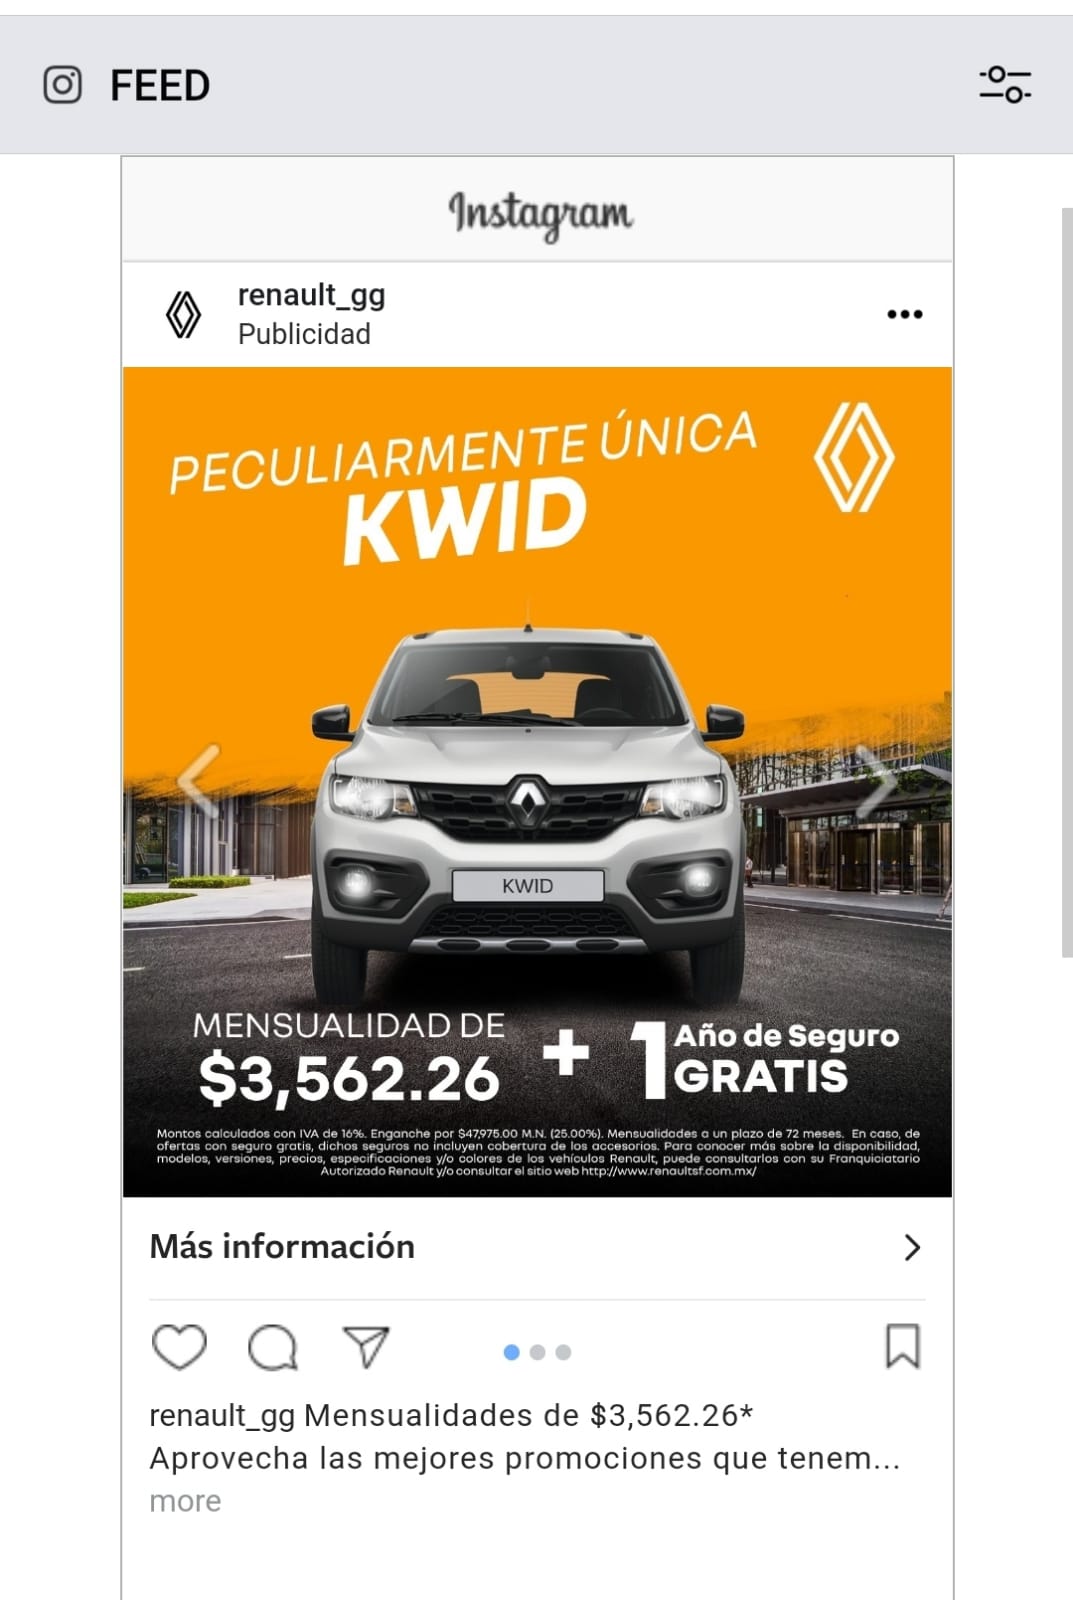 FEED
Instagram
renault_gg
Publicidad
PECULIARMENTE ÚNICA
KWID
KWID
MENSUALIDAD DE
$3,562.26
+
1 Año de Seguro
GRATIS
Montos calculados con IVA de 16%. Enganche por $47,975.00 M.N. (25.00%). Mensualidades a un plazo de 72 meses. En caso, de
ofertas con seguro gratis, dichos seguros no incluyen cobertura de los accesorios. Para conocer más sobre la disponibilidad,
modelos, versiones, precios, especificaciones y/o colores de los vehículos Renault, puede consultarlos con su Franquiciatario
Autorizado Renault y/o consultar el sitio web http://www.renaultsf.com.mx/
Más información
renault_gg Mensualidades de $3,562.26*
Aprovecha las mejores promociones que tenem...
more